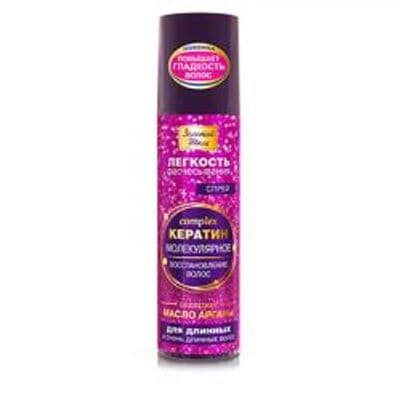 НОВИНКА
ПОВЫШАЕТ
ГЛАДКОСТЬ
ВОЛОС
Золотой
Шелк
ЛЕГКОСТЬ
расчесывания
СПРЕЙ
complex
КЕРАТИН
МОЛЕКУЛЯРНОЕ
ВОССТАНОВЛЕНИЕ
ВОЛОС
МАСЛО АРГАНЫ
для длинных
и очень длинных волос